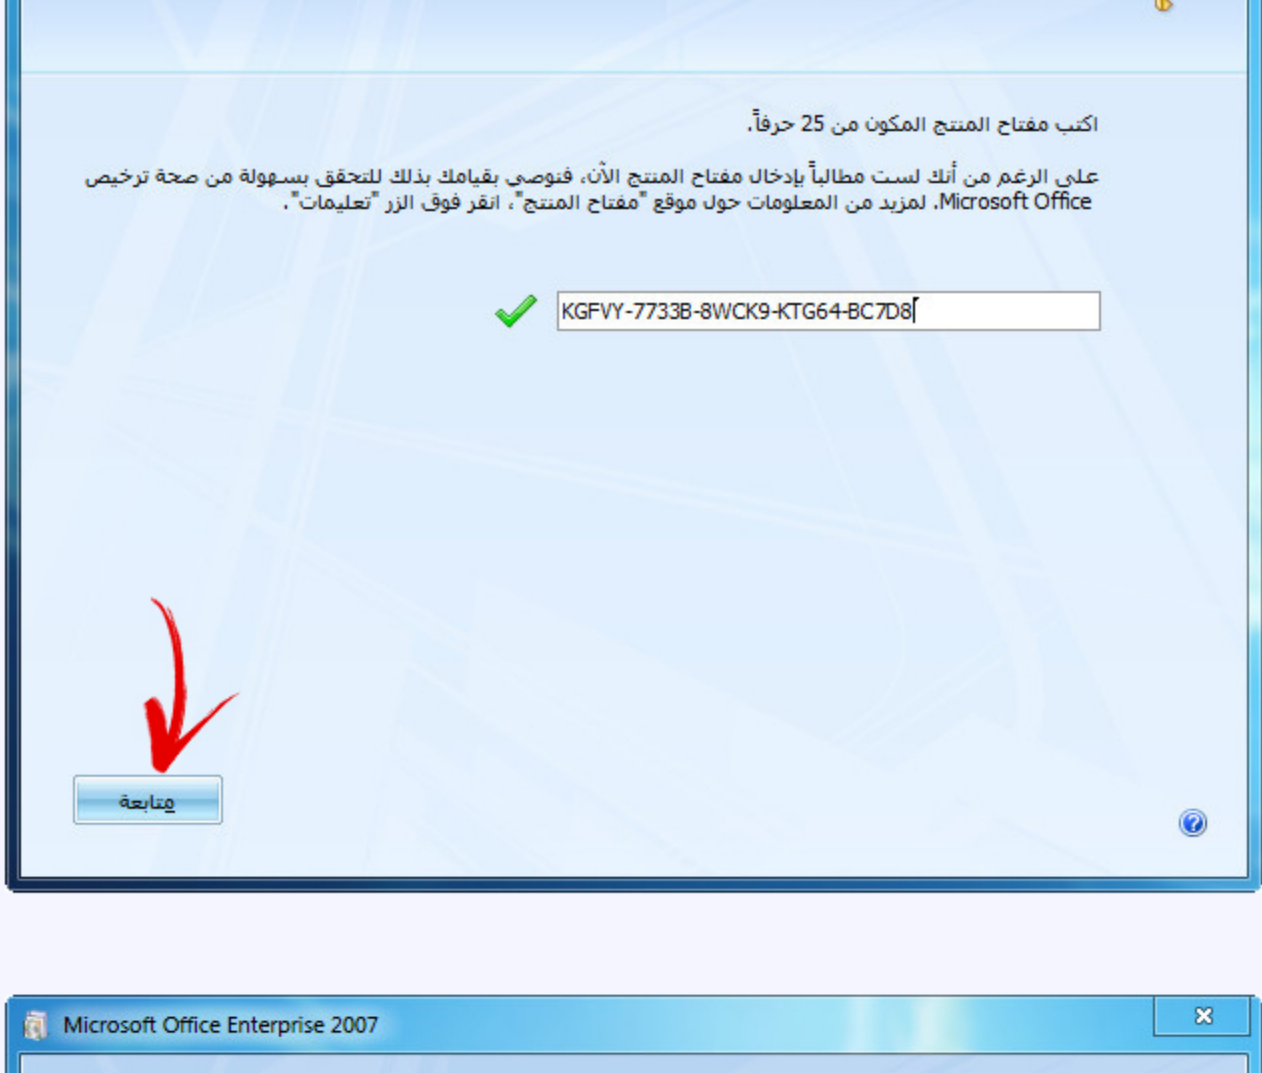 اكتب مفتاح المنتج المكون من 25 حرفاً.
على الرغم من أنك لست مطالباً بإدخال مفتاح المنتج الآن، فنوصي بقيامك بذلك للتحقق بسهولة من صحة ترخيص
Microsoft Office. لمزيد من المعلومات حول موقع "مفتاح المنتج"، انقر فوق الزر "تعليمات".
KGFVY-7733B-8WCK9-KTG64-BC7D8
متابعة
Microsoft Office Enterprise 2007